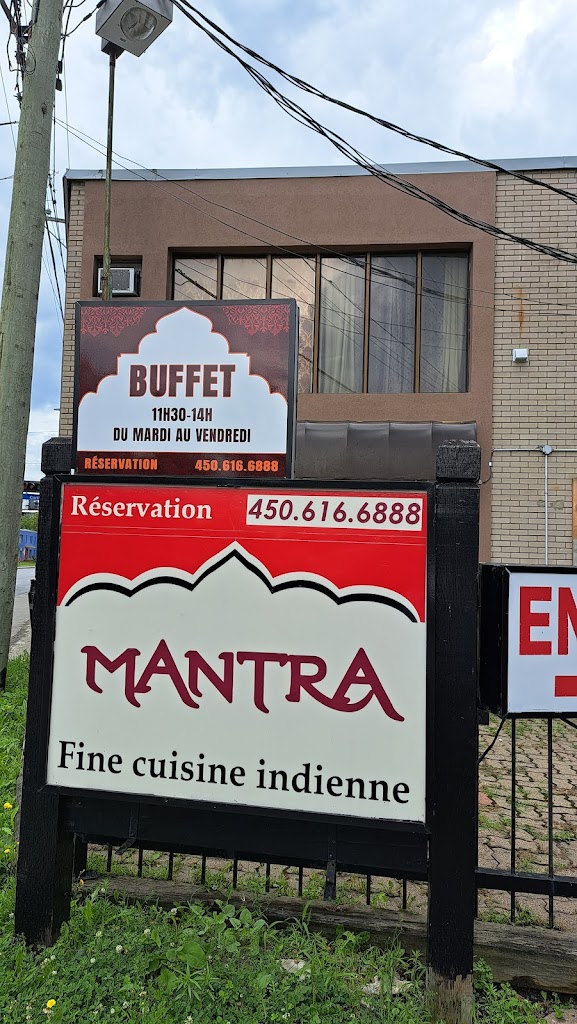 BUFFET
11H30-14H
DU MARDI AU VENDREDI
RÉSERVATION 450.616.6888
Réservation 450.616.6888
MANTRA
Fine cuisine indienne
EN